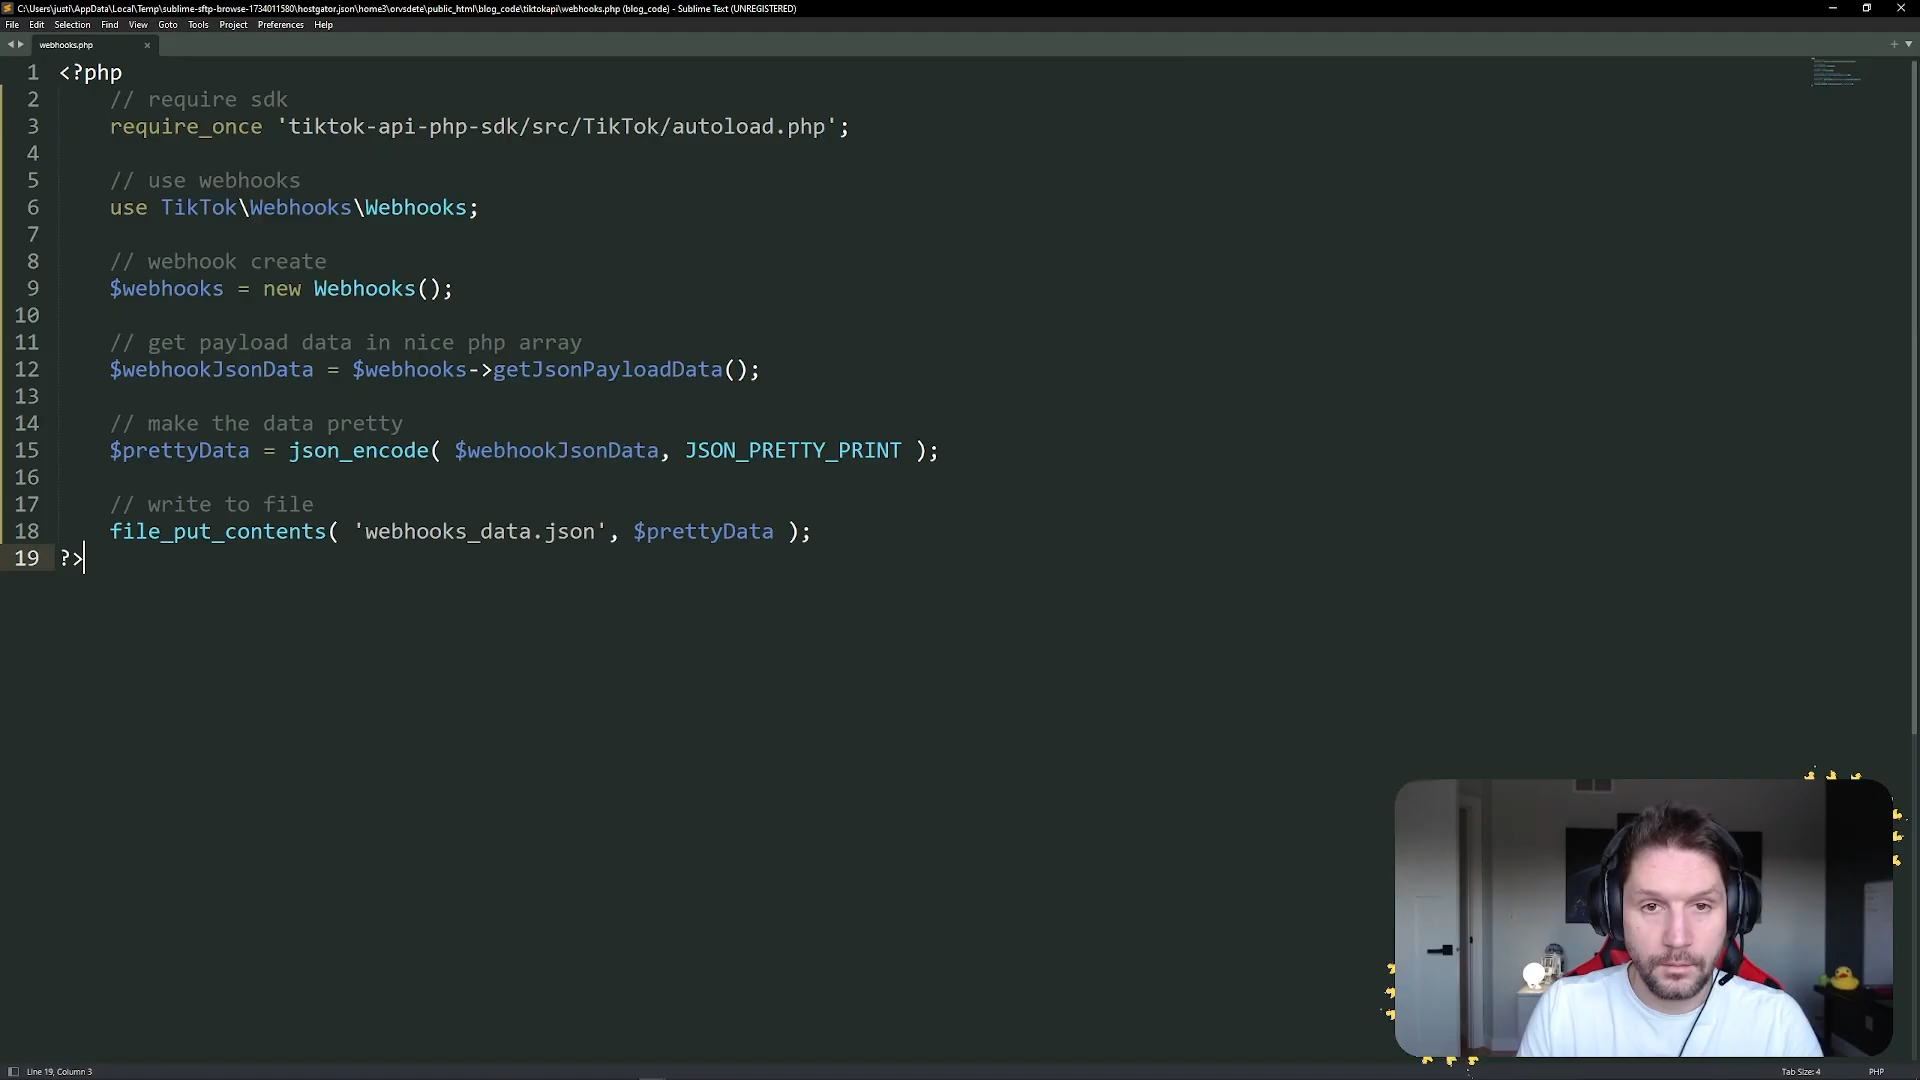 C:\Users\justi\AppData\Local\Temp\sublime-sftp-browse-1734011580\hostgator.json\home3\orvsdete\public_html\blog_code\tiktokapi\webhooks.php (blog_code) - Sublime Text (UNREGISTERED)
File Edit Selection Find View Goto Tools Project Preferences Help
webhooks.php
1 <?php
2 // require sdk
3 require_once 'tiktok-api-php-sdk/src/TikTok/autoload.php';
4
5 // use webhooks
6 use TikTok\Webhooks\Webhooks;
7
8 // webhook create
9 $webhooks = new Webhooks();
10
11 // get payload data in nice php array
12 $webhookJsonData = $webhooks->getJsonPayloadData();
13
14 // make the data pretty
15 $prettyData = json_encode( $webhookJsonData, JSON_PRETTY_PRINT );
16
17 // write to file
18 file_put_contents( 'webhooks_data.json', $prettyData );
19 ?>
Line 19, Column 3
Tab Size: 4
PHP